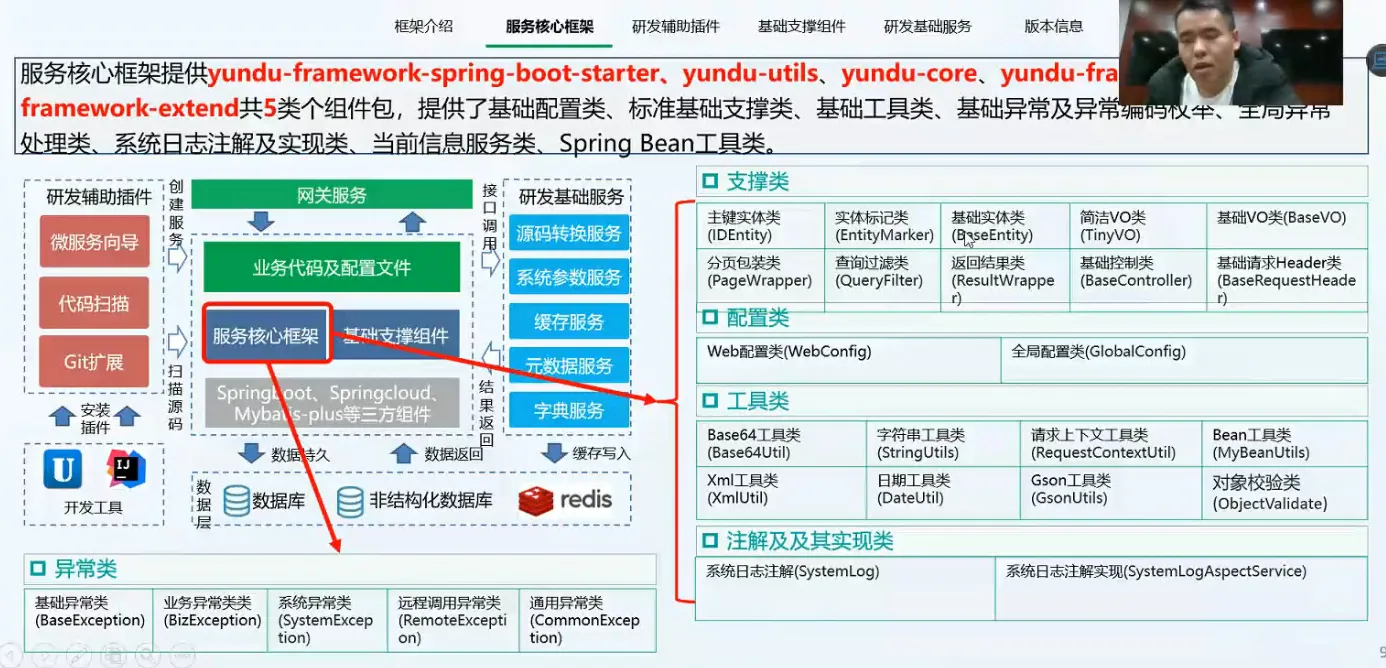 框架介绍
服务核心框架
研发辅助插件
基础支撑组件
研发基础服务
版本信息
服务核心框架提供yundu-framework-spring-boot-starter、yundu-utils、yundu-core、yundu-fra
framework-extend共5类个组件包，提供了基础配置类、标准基础支撑类、基础工具类、基础异常及异常编码枚举、全局异常
处理类、系统日志注解及实现类、当前信息服务类、Spring Bean工具类。
研发辅助插件
微服务向导
代码扫描
Git扩展
安装
插件
U
IJ
开发工具
创建服务
扫描源码
网关服务
业务代码及配置文件
服务核心框架
基础支撑组件
Springboot、Springcloud、
Mybatis-plus等三方组件
接口调用
结果返回
研发基础服务
源码转换服务
系统参数服务
缓存服务
元数据服务
字典服务
数据持久
数据返回
缓存写入
数据层
数据库
非结构化数据库
redis
异常类
基础异常类
(BaseException)
业务异常类类
(BizException)
系统异常类
(SystemExcep
tion)
远程调用异常类
(RemoteExcepti
on)
通用异常类
(CommonExcep
tion)
支撑类
主键实体类
(IDEntity)
实体标记类
(EntityMarker)
基础实体类
(BaseEntity)
简洁VO类
(TinyVO)
基础VO类(BaseVO)
分页包装类
(PageWrapper)
查询过滤类
(QueryFilter)
返回结果类
(ResultWrappe
r)
基础控制类
(BaseController)
基础请求Header类
(BaseRequestHeade
r)
配置类
Web配置类(WebConfig)
全局配置类(GlobalConfig)
工具类
Base64工具类
(Base64Util)
字符串工具类
(StringUtils)
请求上下文工具类
(RequestContextUtil)
Bean工具类
(MyBeanUtils)
Xml工具类
(XmlUtil)
日期工具类
(DateUtil)
Gson工具类
(GsonUtils)
对象校验类
(ObjectValidate)
注解及及其实现类
系统日志注解(SystemLog)
系统日志注解实现(SystemLogAspectService)
9